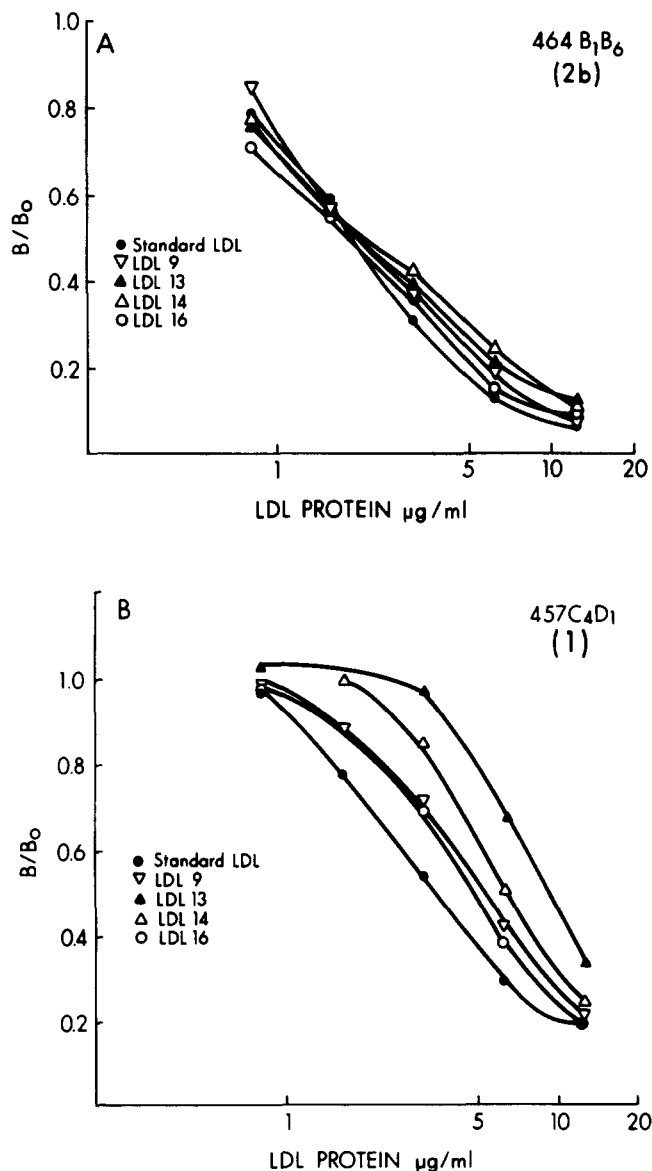 A
464 B₁B₆
(2b)
1.0
0.8
0.6
0.4
0.2
B/B₀
● Standard LDL
▽ LDL 9
▲ LDL 13
△ LDL 14
○ LDL 16
1 5 10 20
LDL PROTEIN µg/ml
B
457C₄D₁
(1)
1.0
0.8
0.6
0.4
0.2
B/B₀
● Standard LDL
▽ LDL 9
▲ LDL 13
△ LDL 14
○ LDL 16
1 5 10 20
LDL PROTEIN µg/ml